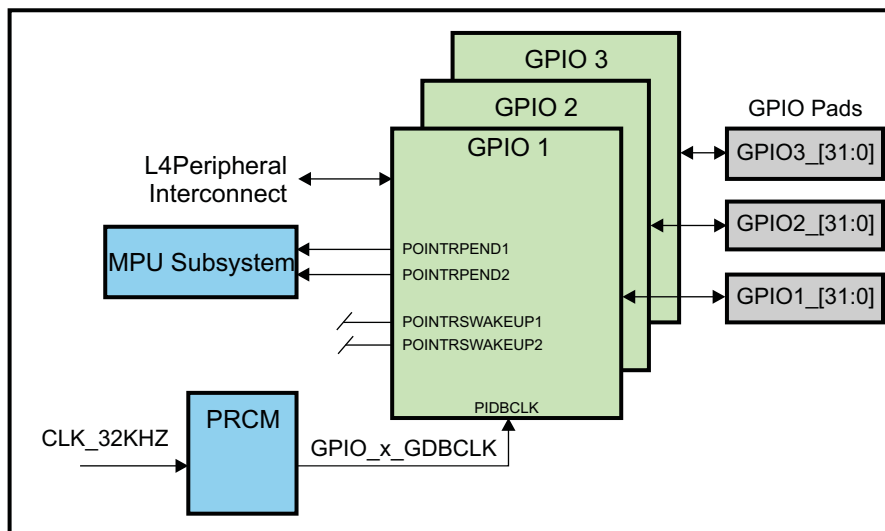 GPIO 3
GPIO 2
GPIO 1
GPIO Pads
GPIO3_[31:0]
GPIO2_[31:0]
GPIO1_[31:0]
L4Peripheral
Interconnect
MPU Subsystem
POINTRPEND1
POINTRPEND2
POINTRSWAKEUP1
POINTRSWAKEUP2
PIDBCLK
PRCM
CLK_32KHZ
GPIO_x_GDBCLK